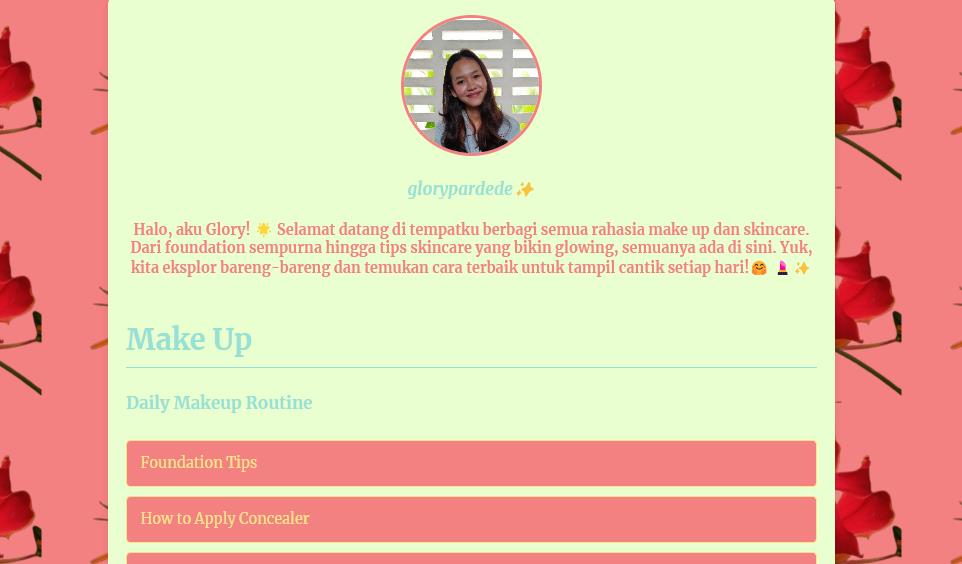 glorypardede✨
Halo, aku Glory! 🌟 Selamat datang di tempatku berbagi semua rahasia make up dan skincare.
Dari foundation sempurna hingga tips skincare yang bikin glowing, semuanya ada di sini. Yuk,
kita eksplor bareng-bareng dan temukan cara terbaik untuk tampil cantik setiap hari!🤗 💄 ✨
Make Up
Daily Makeup Routine
Foundation Tips
How to Apply Concealer